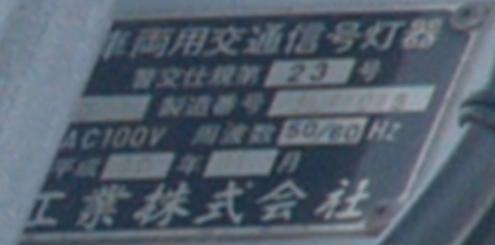 車両用交通信号灯器
警交仕規第 23 号
製造番号
AC100V 周波数 50/60 Hz
平成 年 月
工業株式会社